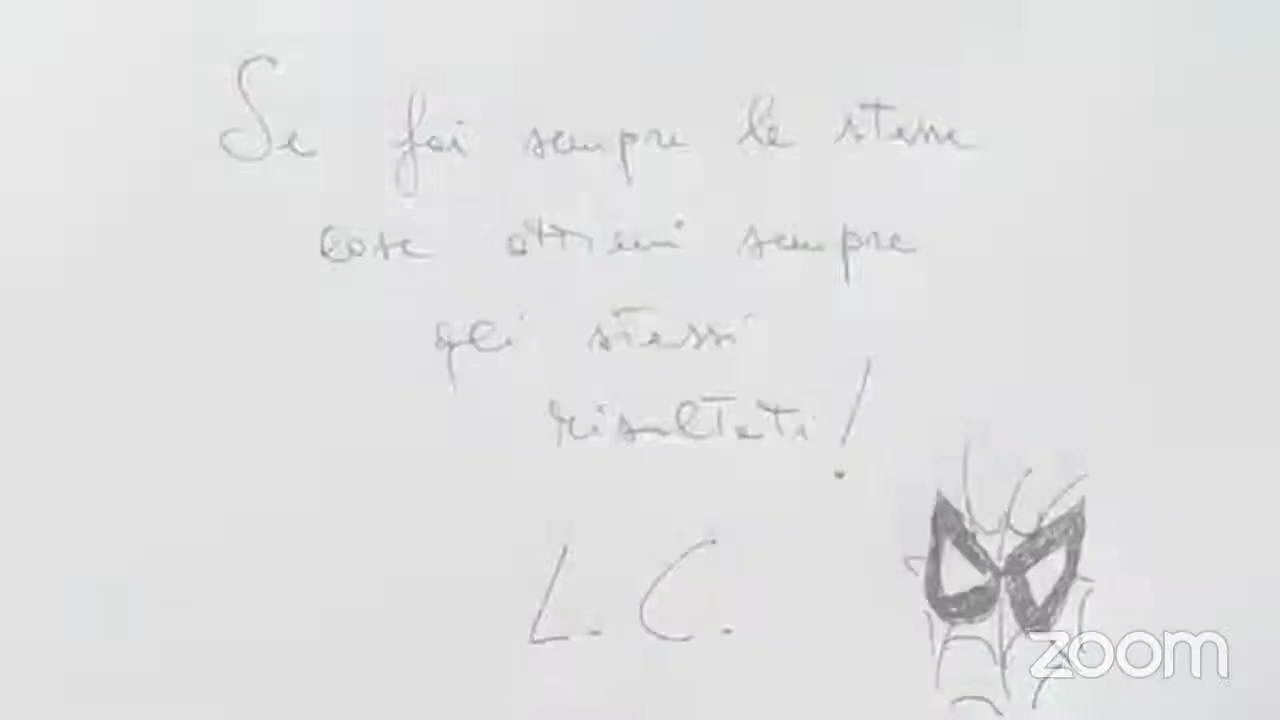 Se fai sempre le stesse
cose ottieni sempre
gli stessi
risultati!
L. C.
zoom